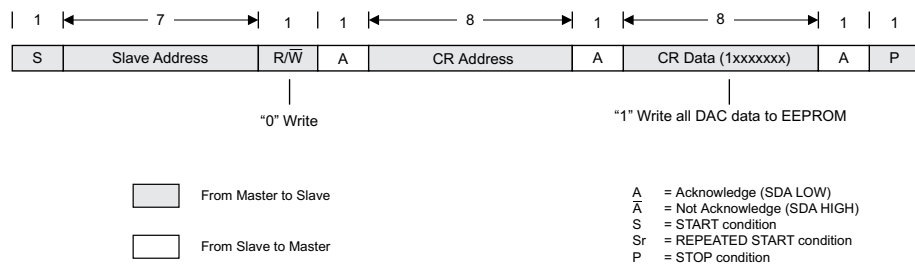 1 7 1 1 8 1 8 1 1
S Slave Address R/W̅ A CR Address A CR Data (1xxxxxxx) A P
“0” Write “1” Write all DAC data to EEPROM
From Master to Slave
From Slave to Master
A = Acknowledge (SDA LOW)
A̅ = Not Acknowledge (SDA HIGH)
S = START condition
Sr = REPEATED START condition
P = STOP condition